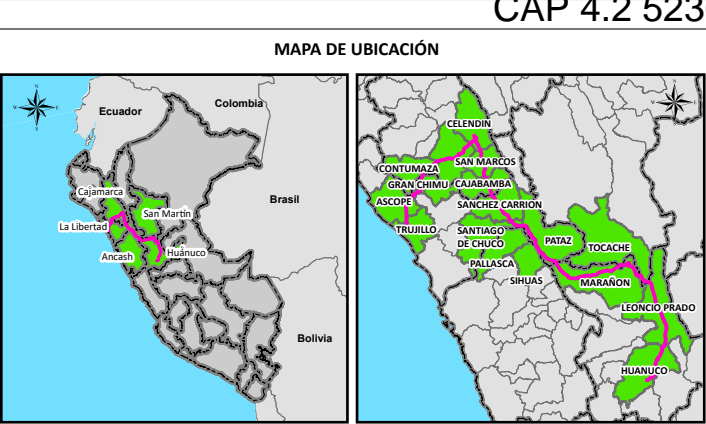 CAP 4.2 523
MAPA DE UBICACIÓN
N
W
E
S
Ecuador
Colombia
Cajamarca
San Martín
Brasil
La Libertad
Huánuco
Ancash
Bolivia
N
W
E
S
CELENDIN
CONTUMAZA
SAN MARCOS
GRAN CHIMU
CAJABAMBA
ASCOPE
SANCHEZ CARRION
TRUJILLO
SANTIAGO
DE CHUCO
PATAZ
TOCACHE
PALLASCA
SIHUAS
MARAÑON
LEONCIO PRADO
HUANUCO